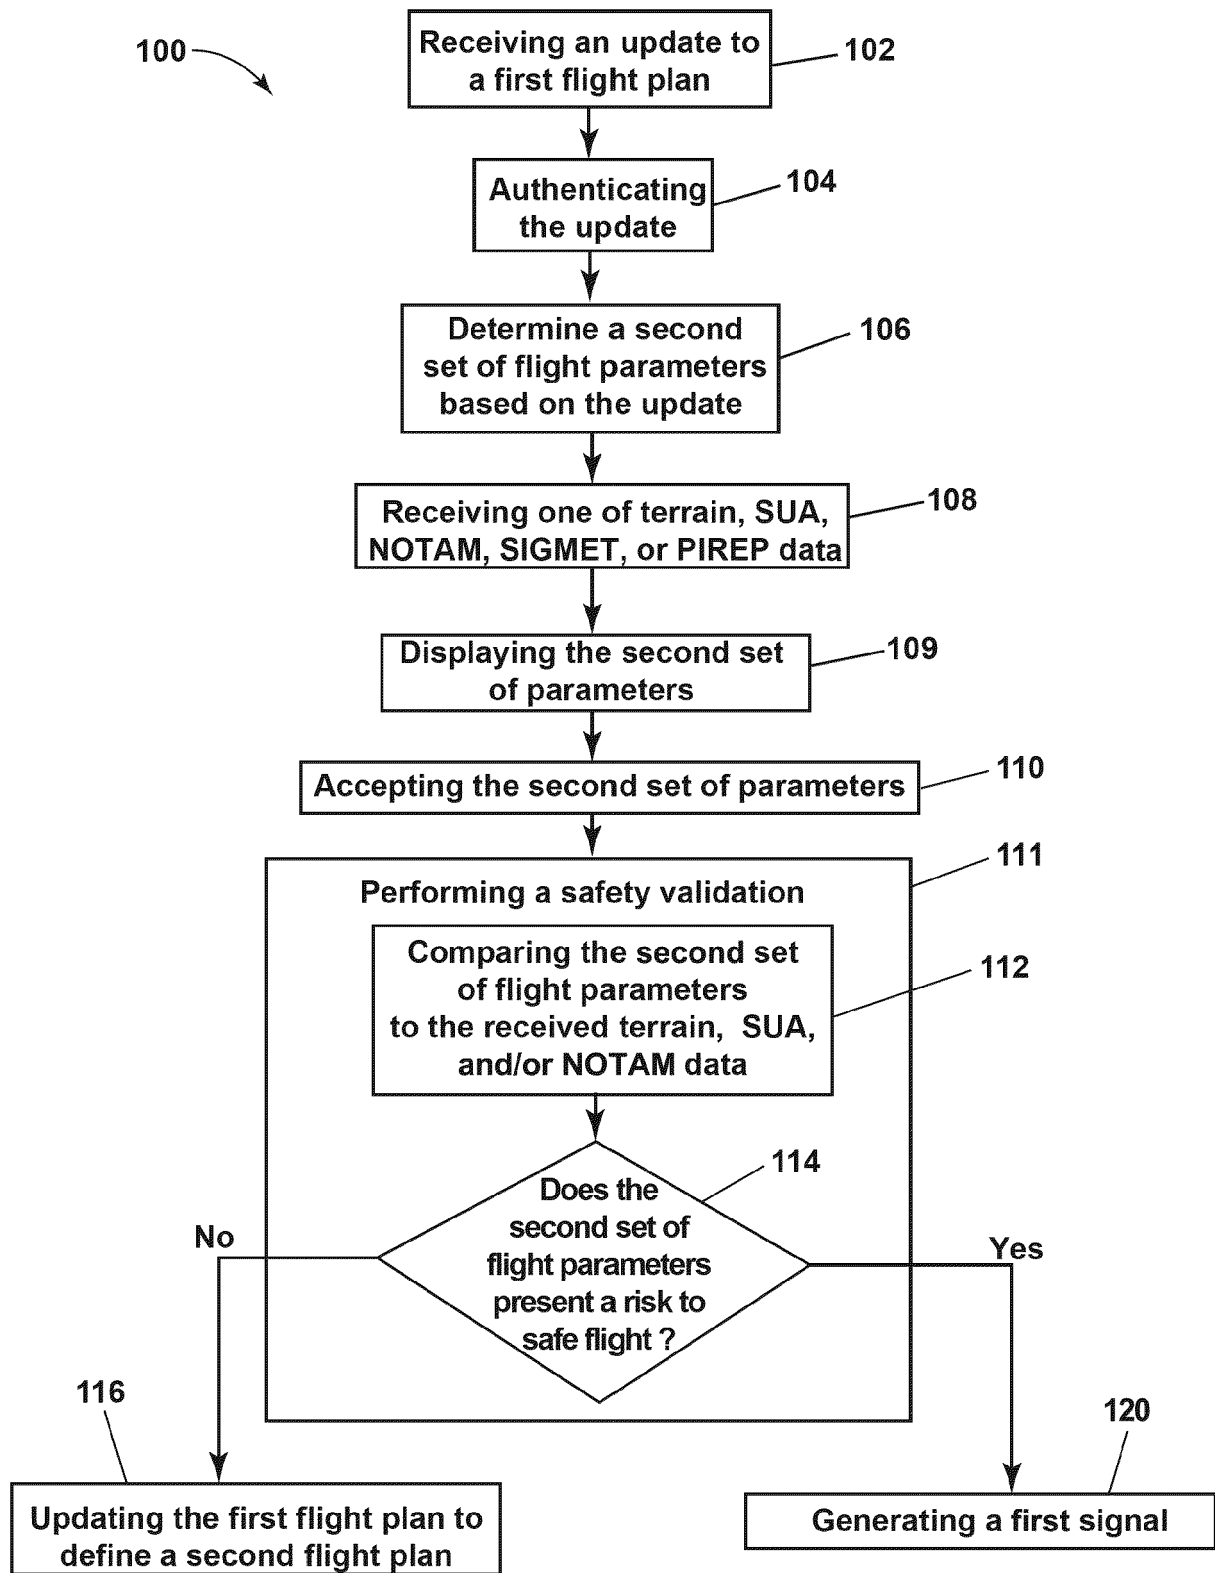 100
Receiving an update to
a first flight plan
102
Authenticating
the update
104
Determine a second
set of flight parameters
based on the update
106
Receiving one of terrain, SUA,
NOTAM, SIGMET, or PIREP data
108
Displaying the second set
of parameters
109
Accepting the second set of parameters
110
111
Performing a safety validation
Comparing the second set
of flight parameters
to the received terrain, SUA,
and/or NOTAM data
112
114
Does the
second set of
flight parameters
present a risk to
safe flight ?
No
Yes
116
Updating the first flight plan to
define a second flight plan
120
Generating a first signal